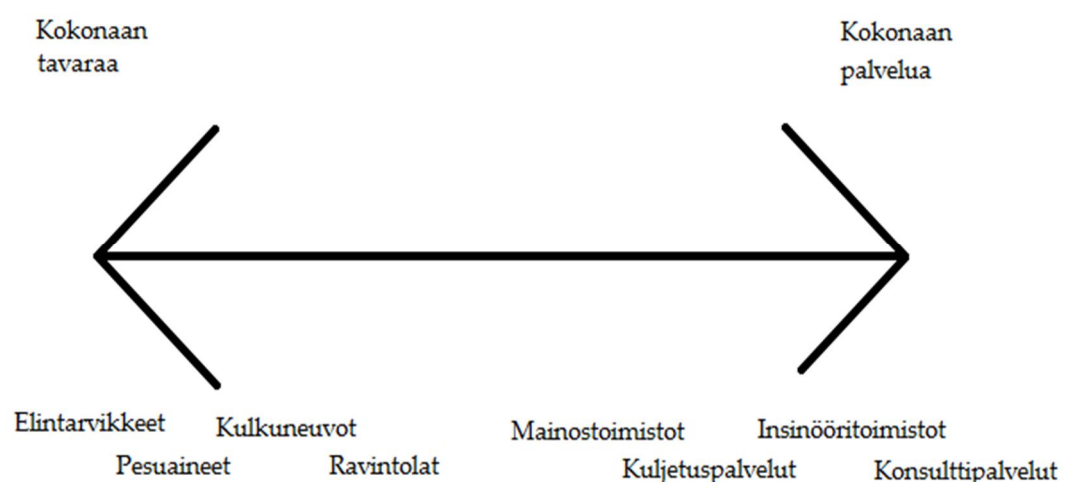 Kokonaan
tavaraa
Kokonaan
palvelua
Elintarvikkeet Kulkuneuvot Mainostoimistot Insinööritoimistot
Pesuaineet Ravintolat Kuljetuspalvelut Konsulttipalvelut